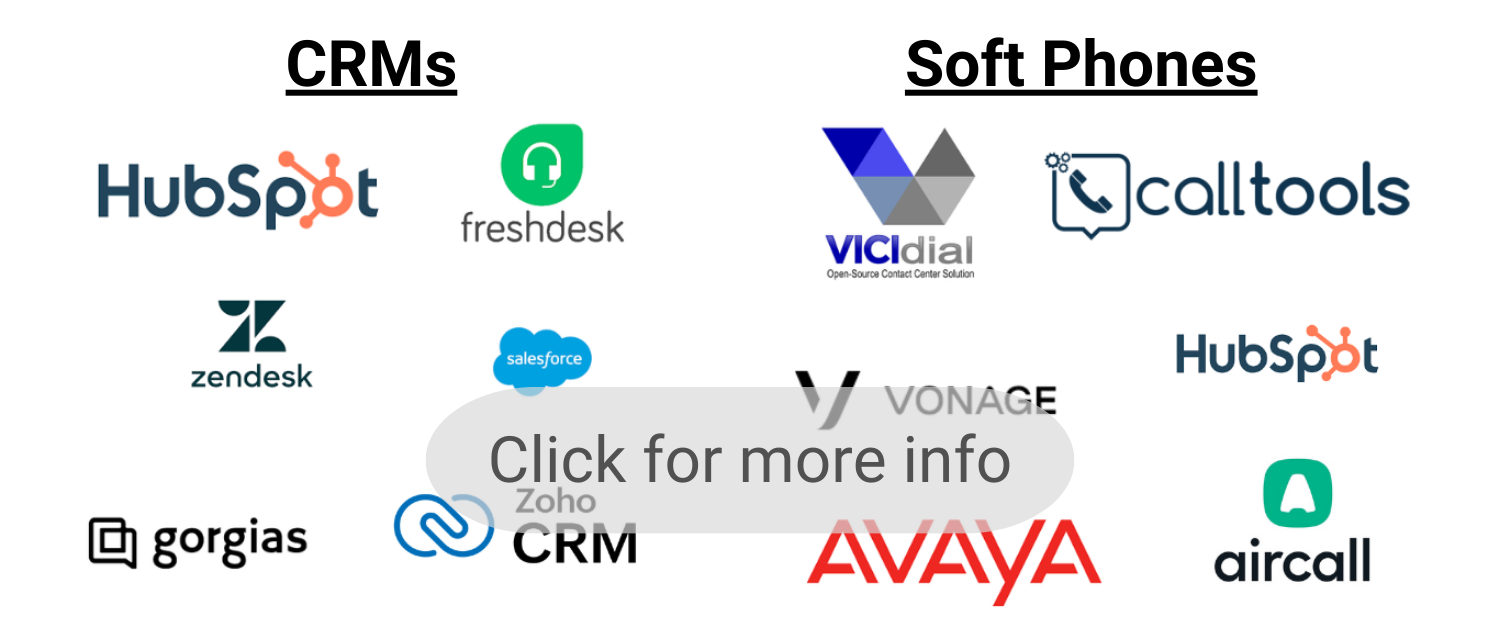 CRMs
HubSpot
freshdesk
zendesk
salesforce
gorgias
Zoho
CRM
Soft Phones
VICIdial
Open-Source Contact Center Solution
calltools
VONAGE
HubSpot
AVAYA
aircall
Click for more info